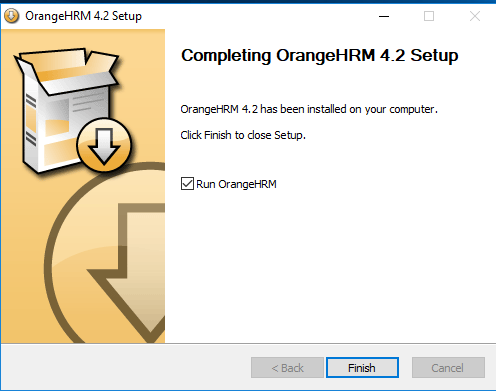 OrangeHRM 4.2 Setup
Completing OrangeHRM 4.2 Setup
OrangeHRM 4.2 has been installed on your computer.
Click Finish to close Setup.
Run OrangeHRM
< Back
Finish
Cancel